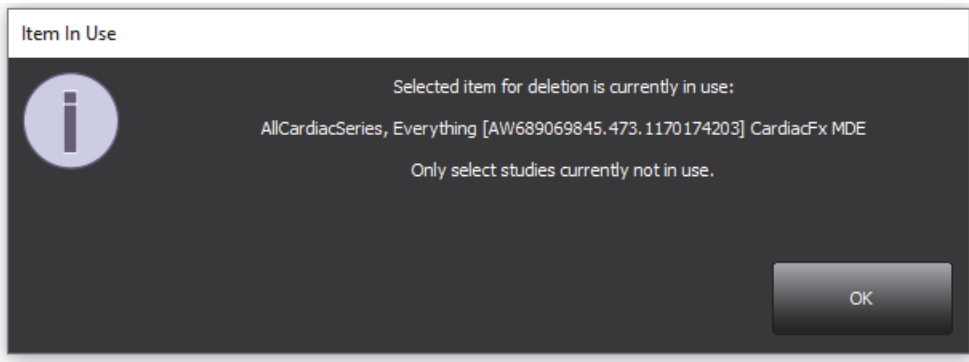 Item In Use
Selected item for deletion is currently in use:
AllCardiacSeries, Everything [AW689069845.473.1170174203] CardiacFx MDE
Only select studies currently not in use.
OK